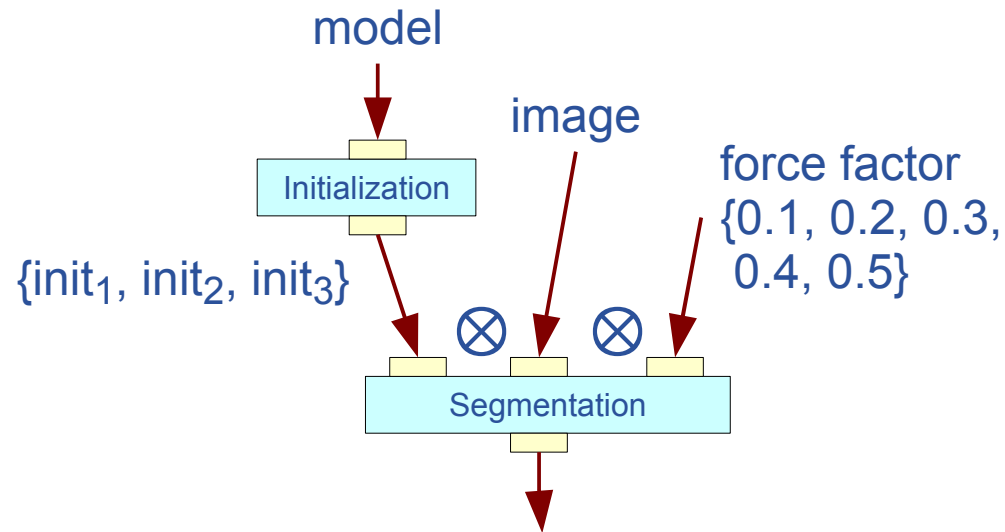 model
image
Initialization
force factor
{0.1, 0.2, 0.3,
0.4, 0.5}
{init₁, init₂, init₃}
⊗ ⊗
Segmentation